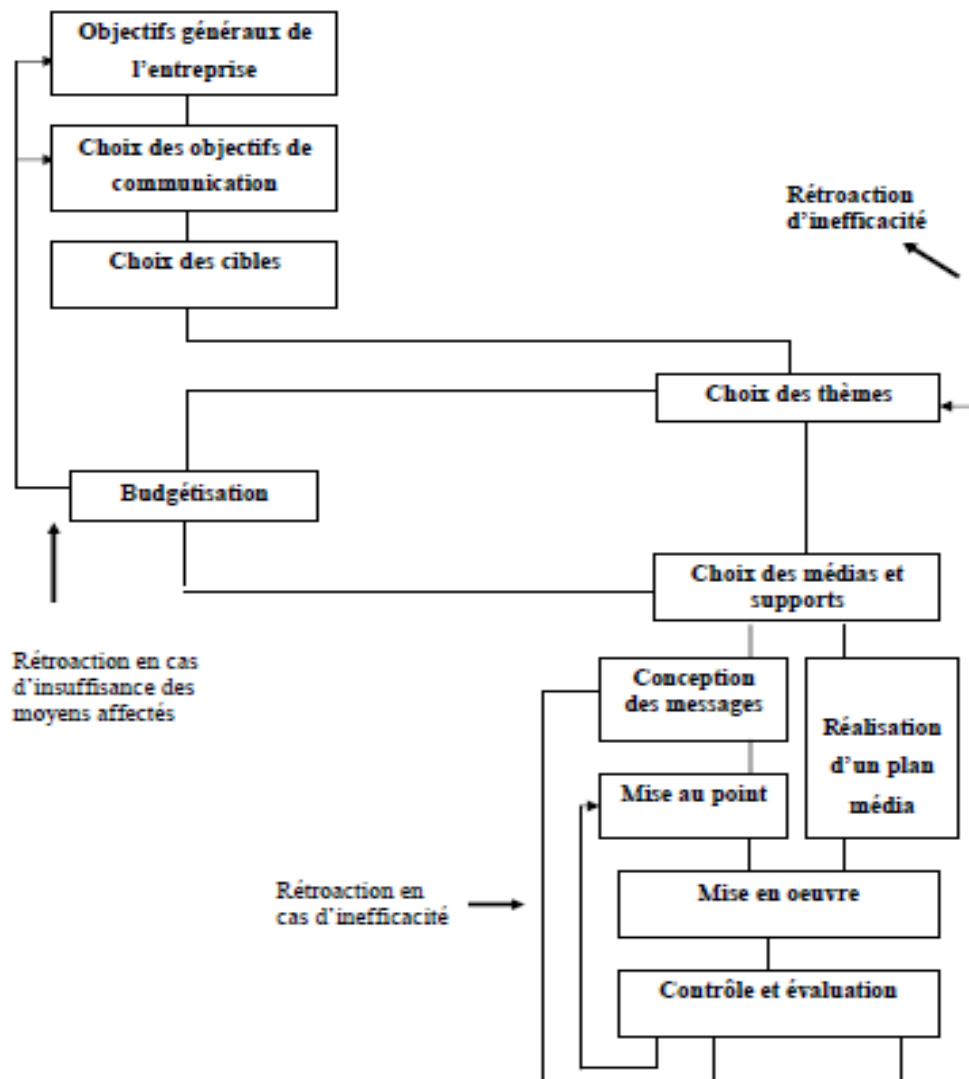 Objectifs généraux de
l'entreprise
Choix des objectifs de
communication
Rétroaction
d'inefficacité
Choix des cibles
Choix des thèmes
Budgétisation
Choix des médias et
supports
Rétroaction en cas
d'insuffisance des
moyens affectés
Conception
des messages
Réalisation
d'un plan
média
Mise au point
Rétroaction en
cas d'inefficacité
Mise en oeuvre
Contrôle et évaluation